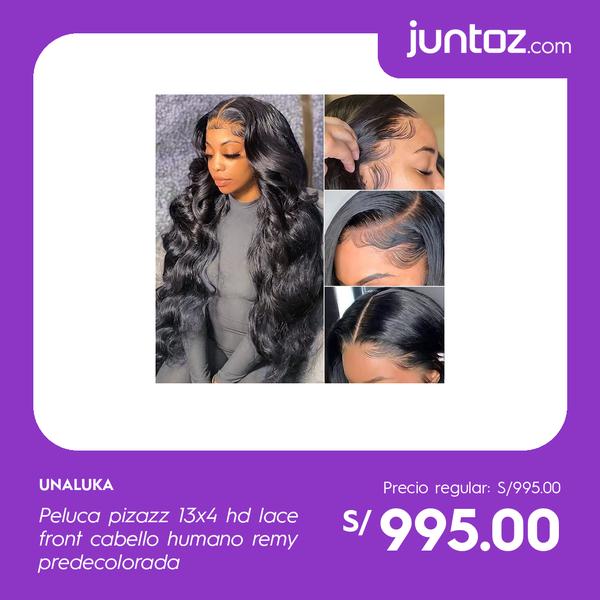 juntoz.com
UNALUKA
Peluca pizazz 13x4 hd lace
front cabello humano remy
predecolorada
Precio regular: S/995.00
S/ 995.00